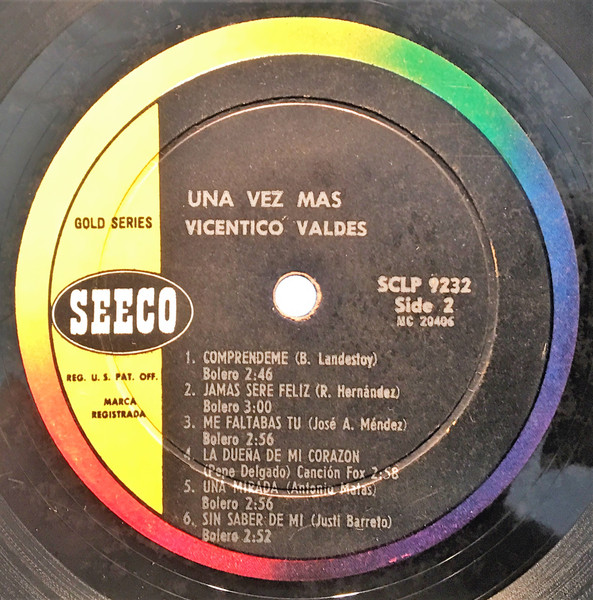 UNA VEZ MAS
VICENTICO VALDES
GOLD SERIES
SEECO
REG. U. S. PAT. OFF.
MARCA
REGISTRADA
SCLP 9232
Side 2
MC 20406
1. COMPRENDEME (B. Landestoy)
Bolero 2:46
2. JAMAS SERE FELIZ (R. Hernández)
Bolero 3:00
3. ME FALTABAS TU (José A. Méndez)
Bolero 2:56
4. LA DUEÑA DE MI CORAZON
(Pepe Delgado) Canción Fox 2:58
5. UNA MIRADA (Antonio Matas)
Bolero 2:56
6. SIN SABER DE MI (Justi Barreto)
Bolero 2:52